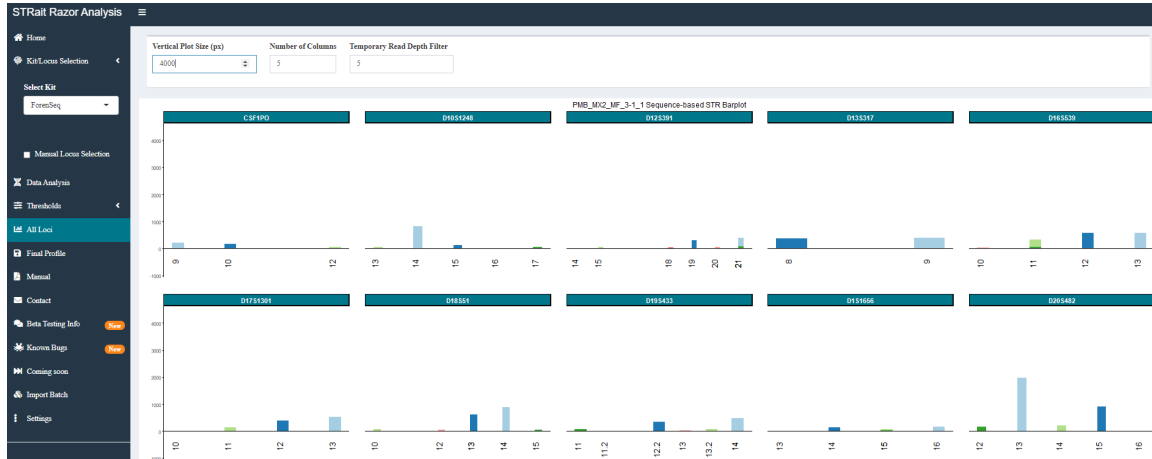 STRait Razor Analysis
Home
Kit/Locus Selection
Select Kit
ForenSeq
Manual Locus Selection
Data Analysis
Thresholds
All Loci
Final Profile
Manual
Contact
Beta Testing Info New
Known Bugs New
Coming soon
Import Batch
Settings
Vertical Plot Size (px) Number of Columns Temporary Read Depth Filter
4000 5 5
PMB_MX2_MF_3-1_1 Sequence-based STR Barplot
CSF1PO D10S1248 D12S391 D13S317 D16S539
4000
3000
2000
1000
0
-1000
9 10 12 13 14 15 16 17 14 15 18 19 20 21 8 9 10 11 12 13
D17S1301 D18S51 D19S433 D1S1656 D20S482
4000
3000
2000
1000
0
-1000
10 11 12 13 10 12 13 14 15 11 11.2 12.2 13 13.2 14 13 14 15 16 12 13 14 15 16